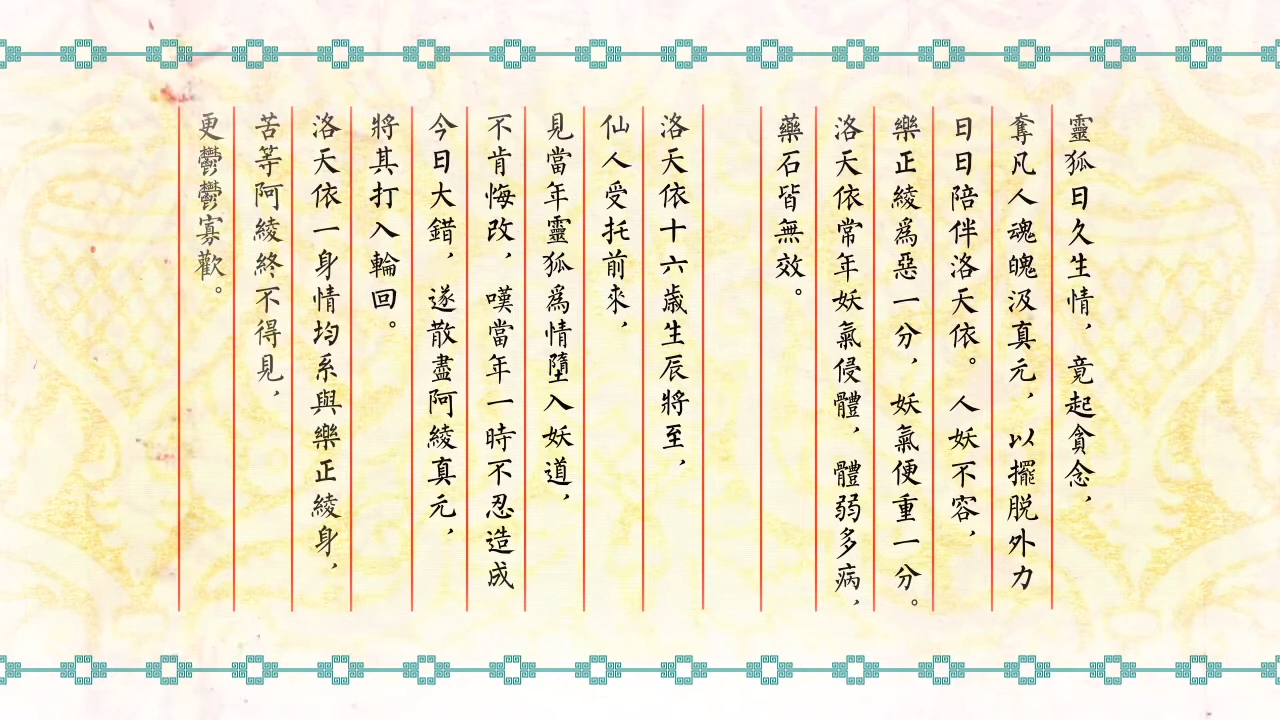 靈狐日久生情，竟起貪念，
奪凡人魂魄汲真元，以擺脱外力
日日陪伴洛天依。人妖不容，
樂正綾爲惡一分，妖氣便重一分。
洛天依常年妖氣侵體，體弱多病，
藥石皆無效。
洛天依十六歲生辰將至，
仙人受托前來，
見當年靈狐爲情墮入妖道，
不肯悔改，嘆當年一時不忍造成
今日大錯，遂散盡阿綾真元，
將其打入輪回。
洛天依一身情均系與樂正綾身，
苦等阿綾終不得見，
更鬱鬱寡歡。